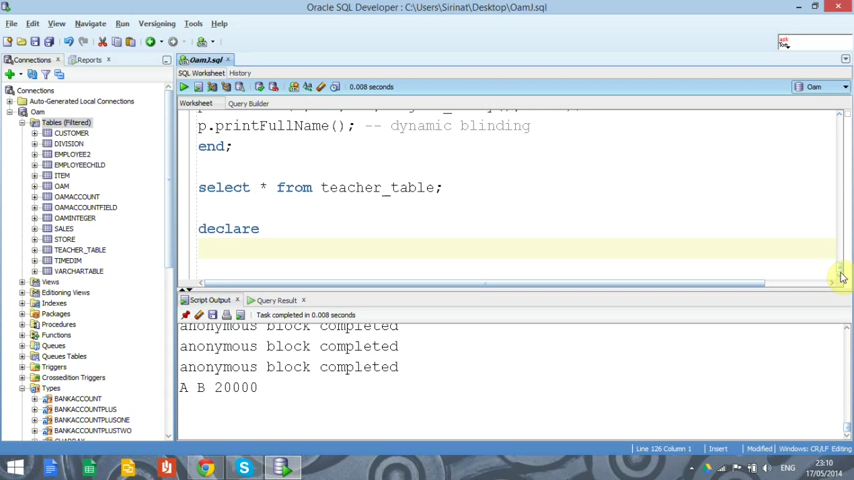 Oracle SQL Developer : C:\Users\Sirinat\Desktop\OamJ.sql
File Edit View Navigate Run Versioning Tools Help
Connections Reports OamJ.sql
SQL Worksheet History
0.008 seconds Oam
Worksheet Query Builder
Connections
Auto-Generated Local Connections
Oam
Tables (Filtered)
CUSTOMER
DIVISION
EMPLOYEE2
EMPLOYEECHILD
ITEM
OAM
OAMACCOUNT
OAMACCOUNTFIELD
OAMINTEGER
SALES
STORE
TEACHER_TABLE
TIMEDIM
VARCHARTABLE
Views
Editioning Views
Indexes
Packages
Procedures
Functions
Queues
Queues Tables
Triggers
Crossedition Triggers
Types
BANKACCOUNT
BANKACCOUNTPLUS
BANKACCOUNTPLUSONE
BANKACCOUNTPLUSTWO
p.printFullName(); -- dynamic blinding
end;
select * from teacher_table;
declare
Script Output Query Result
Task completed in 0.008 seconds
anonymous block completed
anonymous block completed
anonymous block completed
A B 20000
Line 126 Column 1 Insert Modified Windows: CR/LF Editing
ENG
23:10
17/05/2014